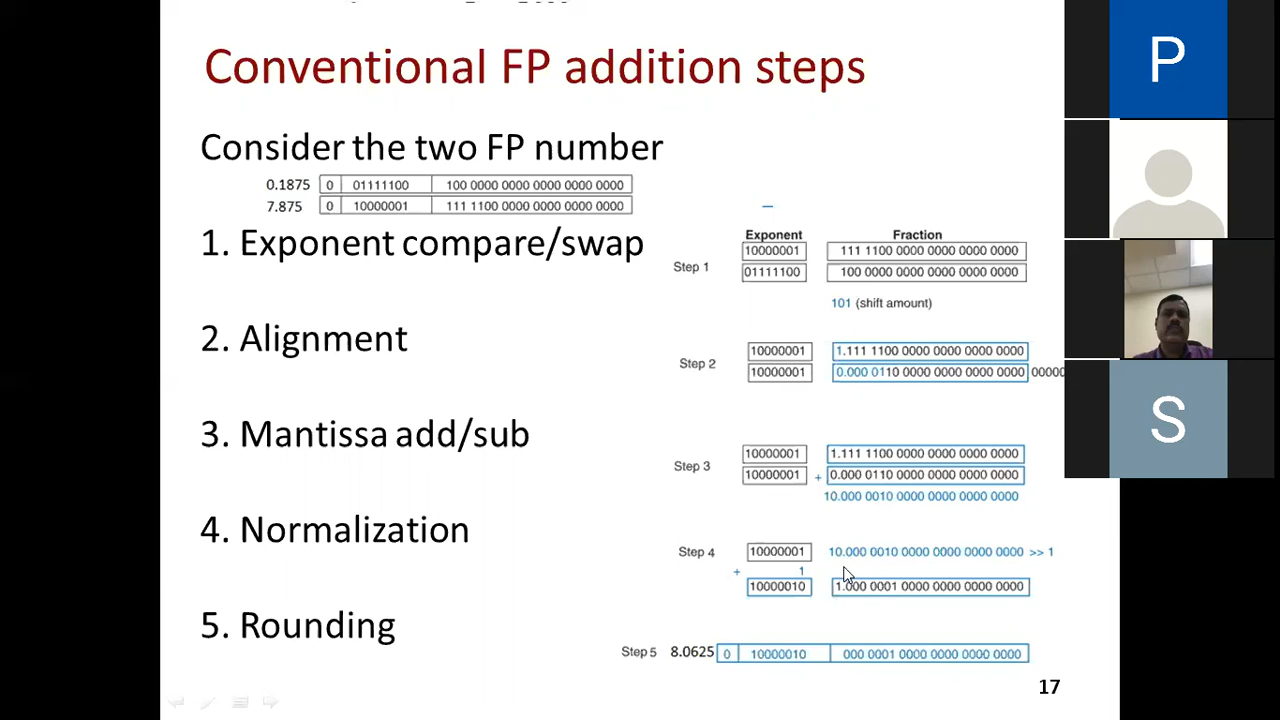 Conventional FP addition steps
P
Consider the two FP number
0.1875 0 01111100 100 0000 0000 0000 0000 0000
7.875 0 10000001 111 1100 0000 0000 0000 0000
1. Exponent compare/swap
Exponent Fraction
Step 1
10000001 111 1100 0000 0000 0000 0000
01111100 100 0000 0000 0000 0000 0000
101 (shift amount)
2. Alignment
Step 2
10000001 1.111 1100 0000 0000 0000 0000
10000001 0.000 0110 0000 0000 0000 0000 00000
S
3. Mantissa add/sub
Step 3
10000001 1.111 1100 0000 0000 0000 0000
10000001 + 0.000 0110 0000 0000 0000 0000
10.000 0010 0000 0000 0000 0000
4. Normalization
Step 4
10000001 10.000 0010 0000 0000 0000 0000 >> 1
+ 1
10000010 1.000 0001 0000 0000 0000 0000
5. Rounding
Step 5 8.0625 0 10000010 000 0001 0000 0000 0000 0000
17